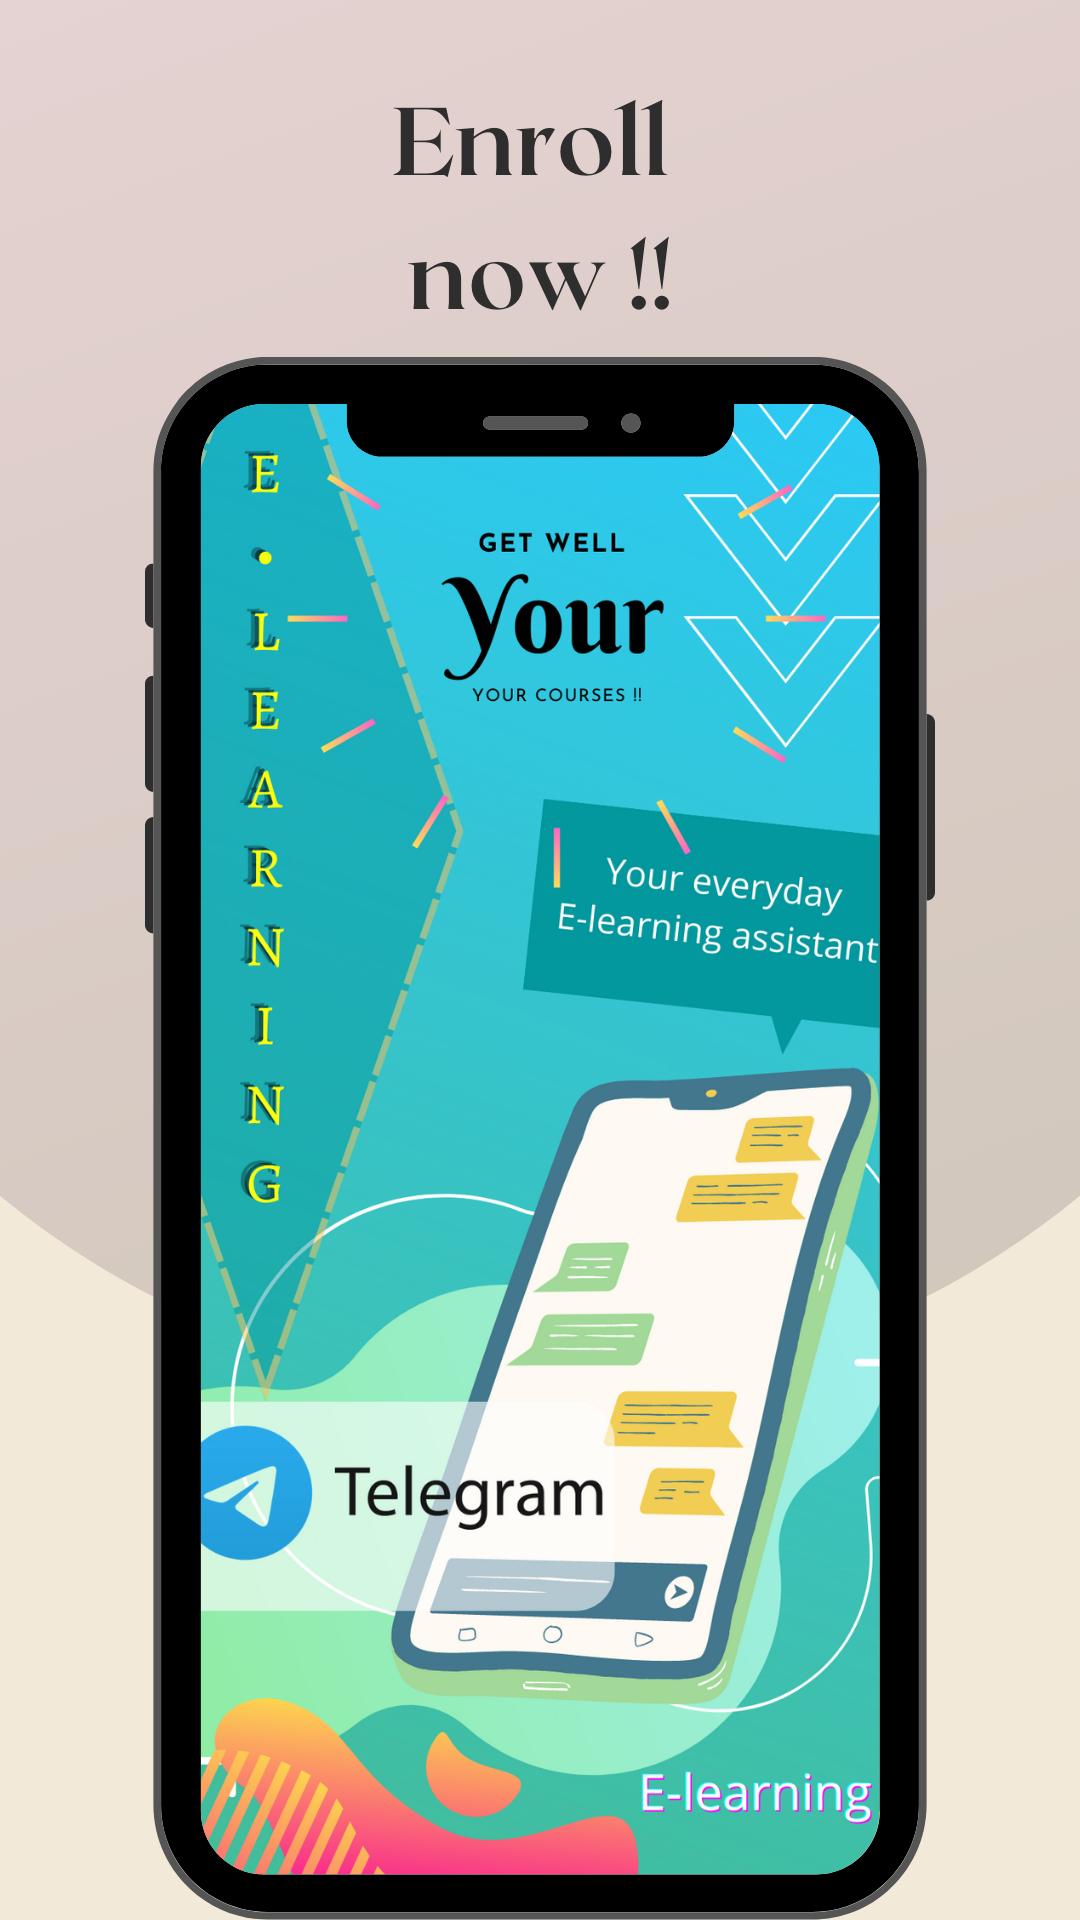 Enroll
now !!
E
•
L
E
A
R
N
I
N
G
GET WELL
Your
YOUR COURSES !!
Your everyday
E-learning assistant
Telegram
E-learning